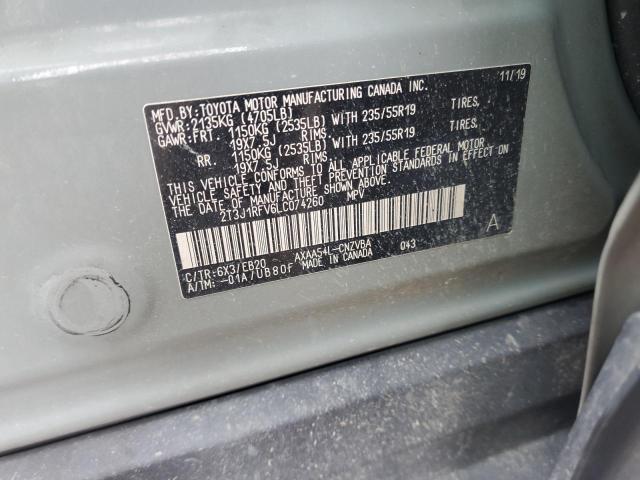 MFD. BY: TOYOTA MOTOR MANUFACTURING CANADA INC. 11/19
GVWR: 2135KG (4705LB)
GAWR: FRT. 1150KG (2535LB) WITH 235/55R19 TIRES,
19X7.5J RIMS,
RR. 1150KG (2535LB) WITH 235/55R19 TIRES,
19X7.5J RIMS,
THIS VEHICLE CONFORMS TO ALL APPLICABLE FEDERAL MOTOR
VEHICLE SAFETY AND BUMPER STANDARDS IN EFFECT ON
THE DATE OF MANUFACTURE SHOWN ABOVE.
2T3J1RFV6LC074260 MPV
A
C/TR:6X3/EB20 AXAA54L-CNZVBA 043
A/TM: -01A/UB80F MADE IN CANADA